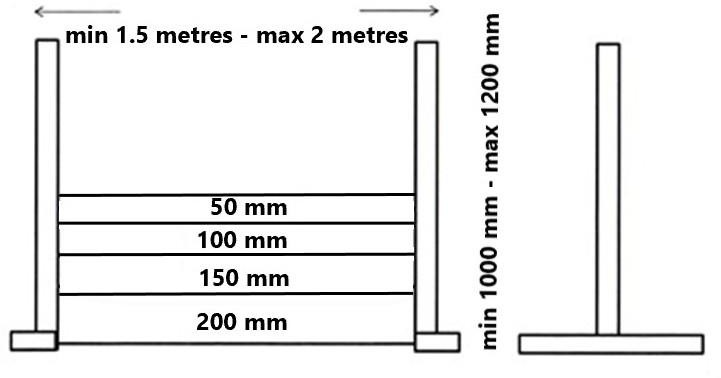 min 1.5 metres - max 2 metres
min 1000 mm - max 1200 mm
50 mm
100 mm
150 mm
200 mm